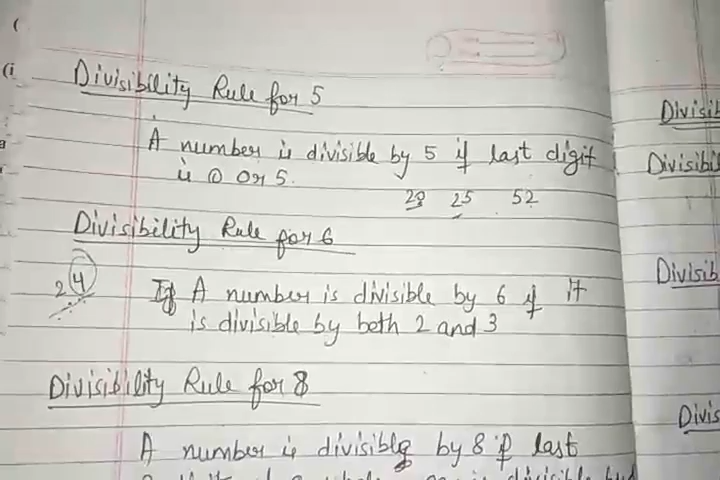 (
(i
a
Divisibility Rule for 5
A number is divisible by 5 if last digit
is 0 or 5.
20 25 52
Divisibility Rule for 6
24
If A number is divisible by 6 if it
is divisible by both 2 and 3
Divisibility Rule for 8
A number is divisible by 8 if last
Divisib
Divisibi
Divisib
Divis